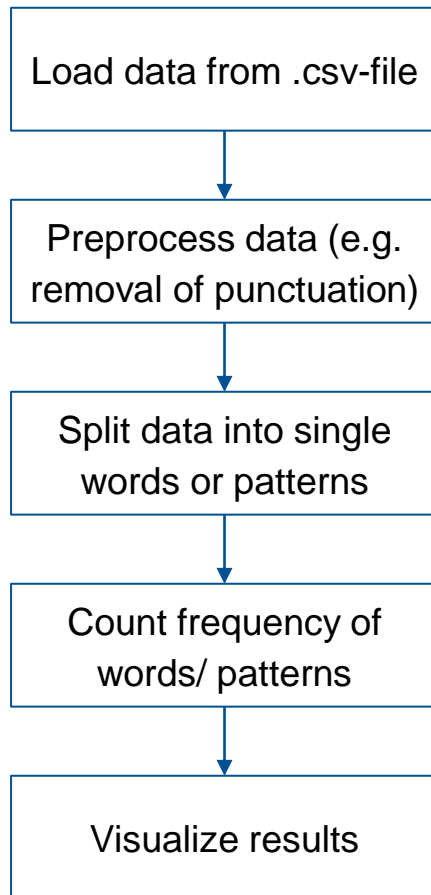 Load data from .csv-file
Preprocess data (e.g.
removal of punctuation)
Split data into single
words or patterns
Count frequency of
words/ patterns
Visualize results